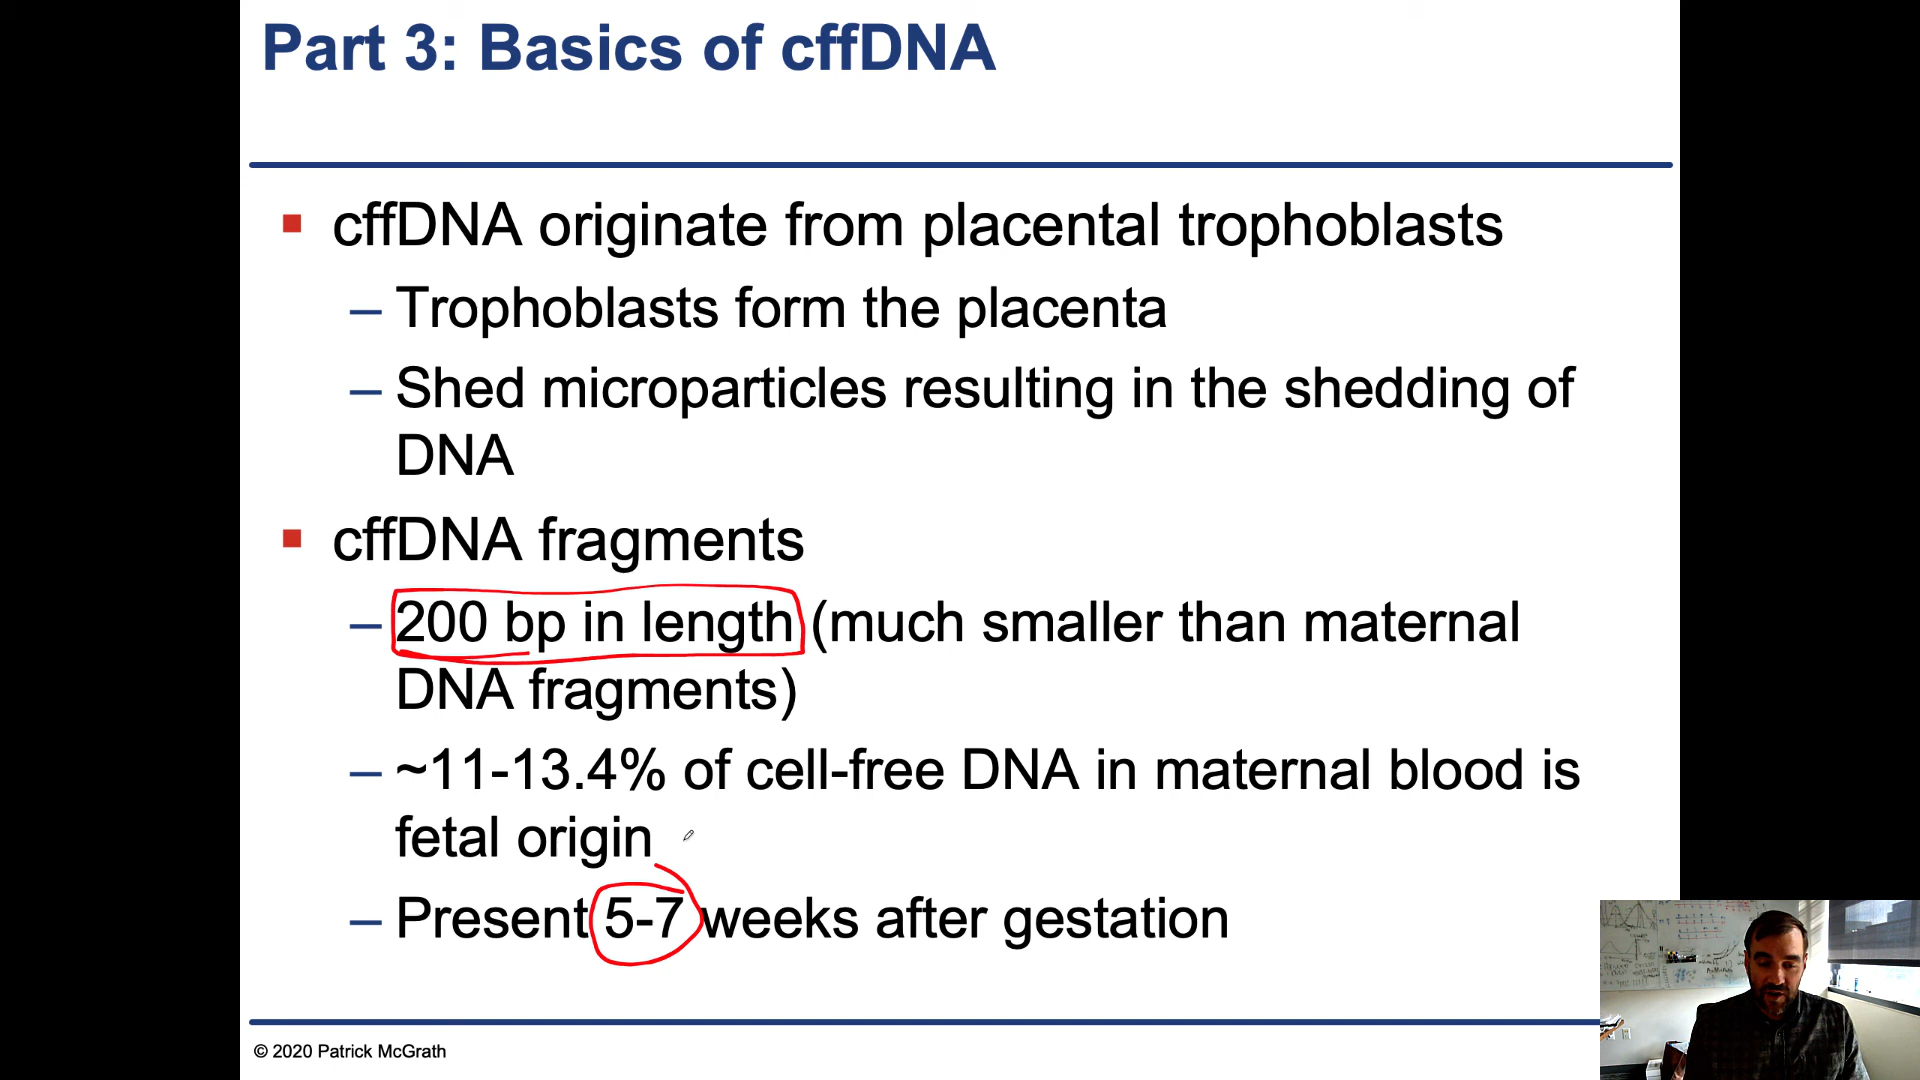 Part 3: Basics of cffDNA
cffDNA originate from placental trophoblasts
– Trophoblasts form the placenta
– Shed microparticles resulting in the shedding of
DNA
cffDNA fragments
– 200 bp in length (much smaller than maternal
DNA fragments)
– ~11-13.4% of cell-free DNA in maternal blood is
fetal origin
– Present 5-7 weeks after gestation
© 2020 Patrick McGrath